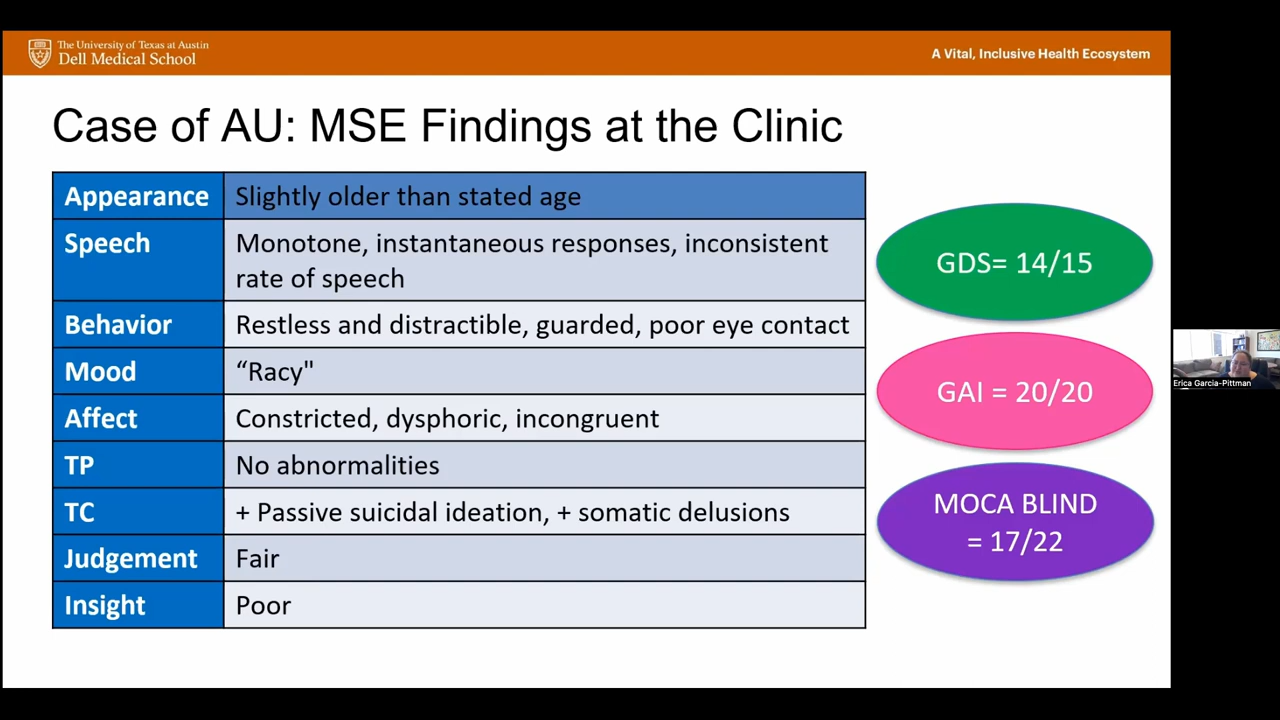 The University of Texas at Austin
Dell Medical School
A Vital, Inclusive Health Ecosystem
Case of AU: MSE Findings at the Clinic
Appearance Slightly older than stated age
Speech Monotone, instantaneous responses, inconsistent
rate of speech
Behavior Restless and distractible, guarded, poor eye contact
Mood “Racy"
Affect Constricted, dysphoric, incongruent
TP No abnormalities
TC + Passive suicidal ideation, + somatic delusions
Judgement Fair
Insight Poor
GDS= 14/15
GAI = 20/20
MOCA BLIND
= 17/22
Erica Garcia-Pittman